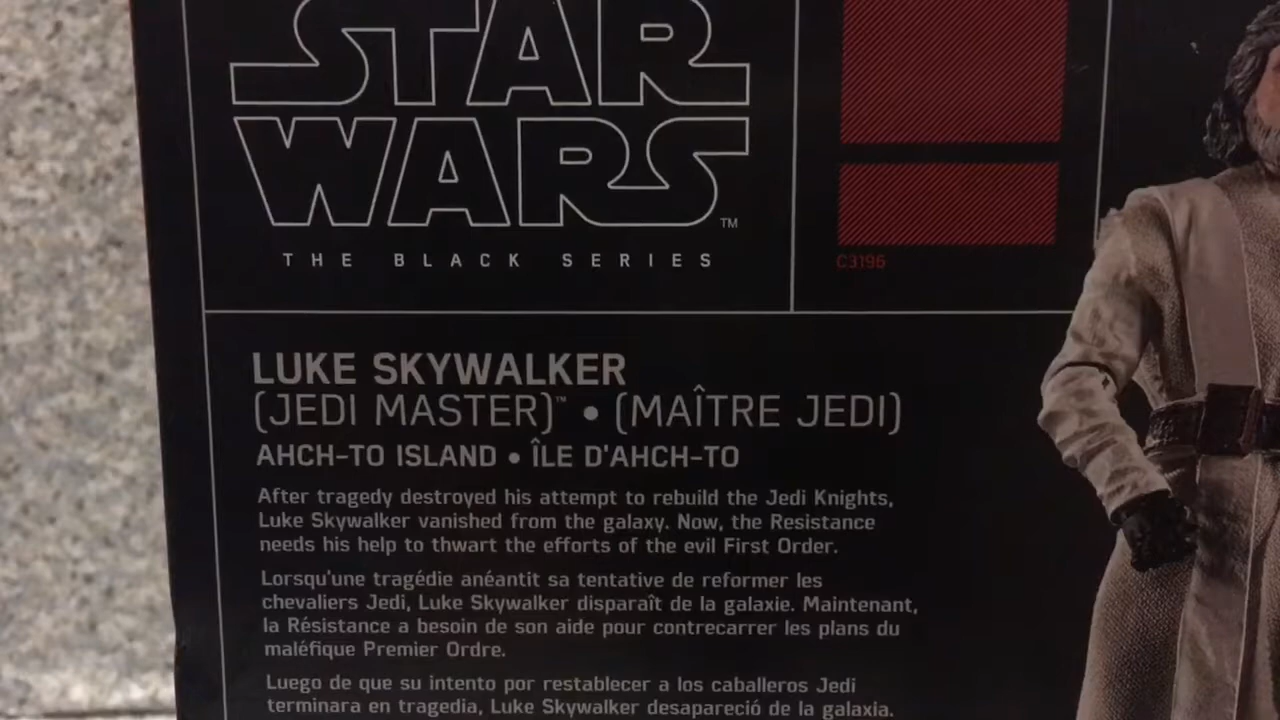 STAR
WARS™
THE BLACK SERIES
C3196
LUKE SKYWALKER
(JEDI MASTER)™ • (MAÎTRE JEDI)
AHCH-TO ISLAND • ÎLE D'AHCH-TO
After tragedy destroyed his attempt to rebuild the Jedi Knights,
Luke Skywalker vanished from the galaxy. Now, the Resistance
needs his help to thwart the efforts of the evil First Order.
Lorsqu'une tragédie anéantit sa tentative de reformer les
chevaliers Jedi, Luke Skywalker disparaît de la galaxie. Maintenant,
la Résistance a besoin de son aide pour contrecarrer les plans du
maléfique Premier Ordre.
Luego de que su intento por restablecer a los caballeros Jedi
terminara en tragedia, Luke Skywalker desapareció de la galaxia.